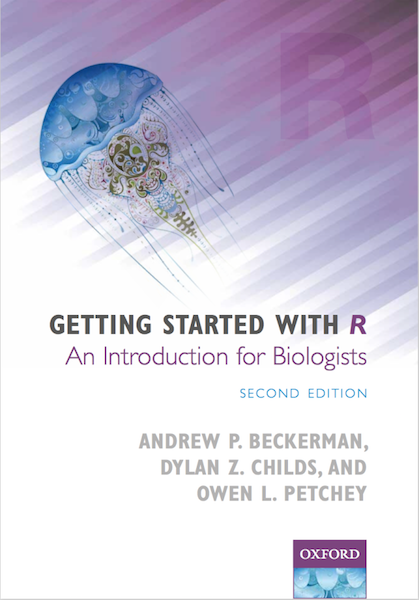 R
GETTING STARTED WITH R
An Introduction for Biologists
SECOND EDITION
ANDREW P. BECKERMAN,
DYLAN Z. CHILDS, AND
OWEN L. PETCHEY
OXFORD